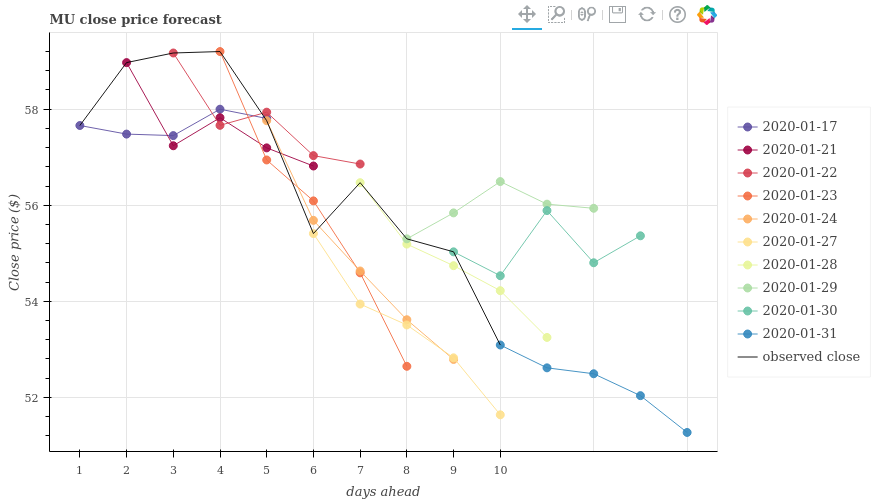 MU close price forecast
58
56
54
52
Close price ($)
1 2 3 4 5 6 7 8 9 10
days ahead
2020-01-17
2020-01-21
2020-01-22
2020-01-23
2020-01-24
2020-01-27
2020-01-28
2020-01-29
2020-01-30
2020-01-31
observed close